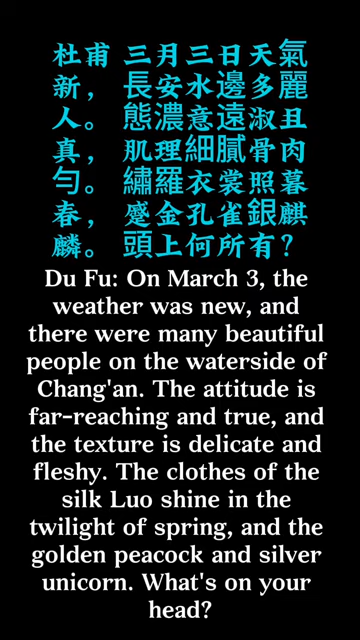 杜甫 三月三日天氣
新，長安水邊多麗
人。態濃意遠淑且
真，肌理細膩骨肉
勻。繡羅衣裳照暮
春，蹙金孔雀銀麒
麟。頭上何所有？
Du Fu: On March 3, the
weather was new, and
there were many beautiful
people on the waterside of
Chang'an. The attitude is
far-reaching and true, and
the texture is delicate and
fleshy. The clothes of the
silk Luo shine in the
twilight of spring, and the
golden peacock and silver
unicorn. What's on your
head?